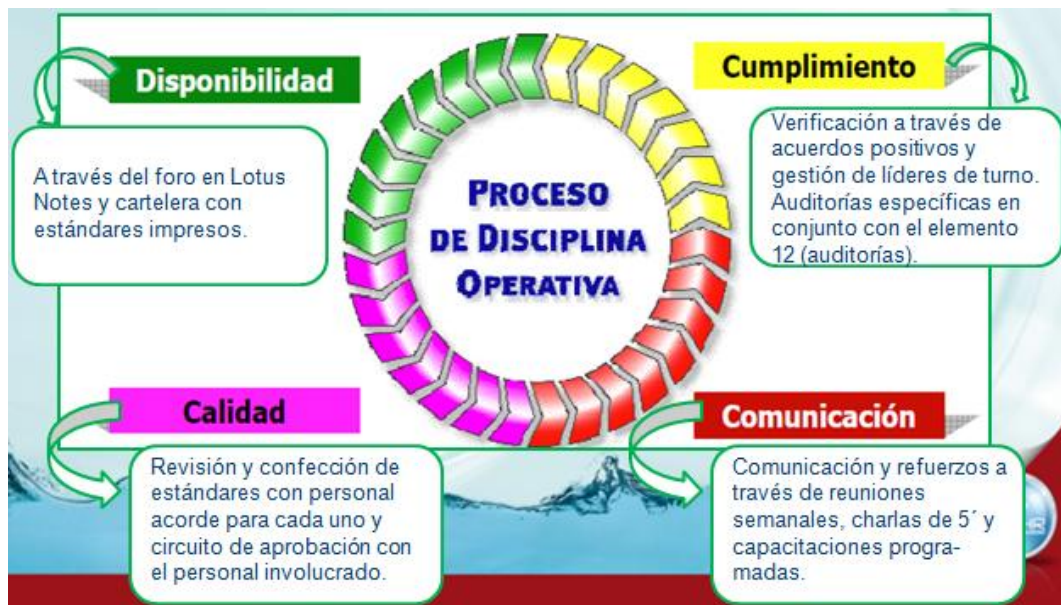 Disponibilidad
A través del foro en Lotus
Notes y cartelera con
estándares impresos.
Cumplimiento
Verificación a través de
acuerdos positivos y
gestión de líderes de turno.
Auditorías específicas en
conjunto con el elemento
12 (auditorías).
PROCESO
DE DISCIPLINA
OPERATIVA
Calidad
Revisión y confección de
estándares con personal
acorde para cada uno y
circuito de aprobación con
el personal involucrado.
Comunicación
Comunicación y refuerzos a
través de reuniones
semanales, charlas de 5´ y
capacitaciones progra-
madas.